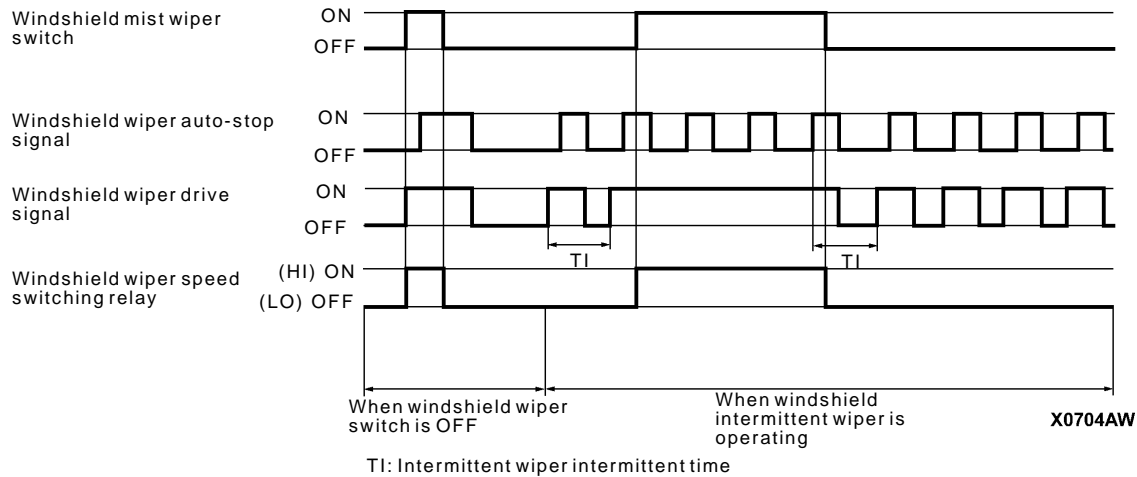 Windshield mist wiper
switch
ON
OFF
Windshield wiper auto-stop
signal
ON
OFF
Windshield wiper drive
signal
ON
OFF
TI
TI
Windshield wiper speed
switching relay
(HI) ON
(LO) OFF
When windshield wiper
switch is OFF
When windshield
intermittent wiper is
operating
X0704AW
TI: Intermittent wiper intermittent time